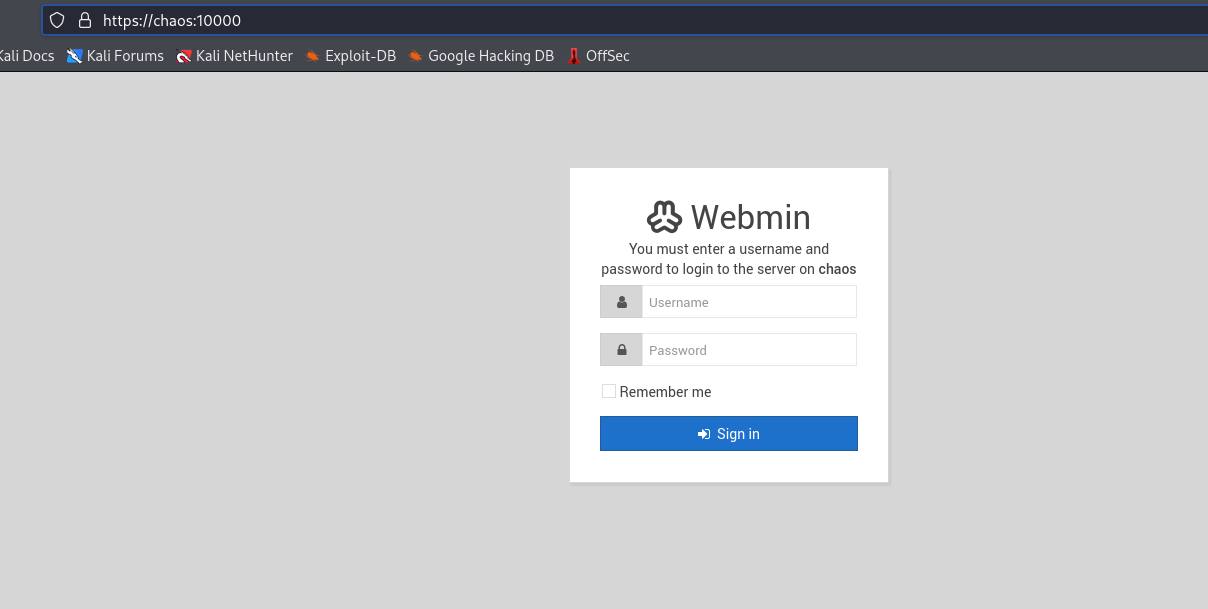 https://chaos:10000
Kali Docs Kali Forums Kali NetHunter Exploit-DB Google Hacking DB OffSec
Webmin
You must enter a username and
password to login to the server on chaos
Username
Password
Remember me
Sign in